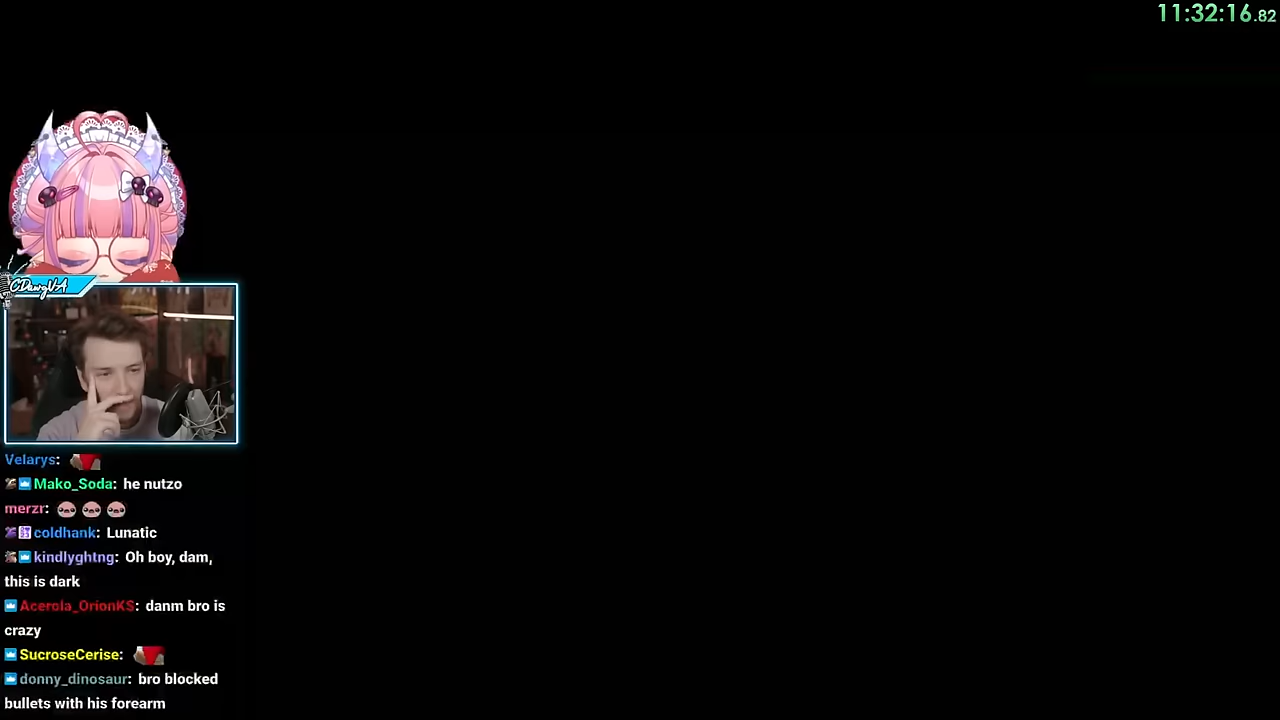 11:32:16.82
CDawgVA
Velarys:
Mako_Soda: he nutzo
merzr:
coldhank: Lunatic
kindlyghtng: Oh boy, dam,
this is dark
Acerola_OrionKS: danm bro is
crazy
SucroseCerise:
donny_dinosaur: bro blocked
bullets with his forearm